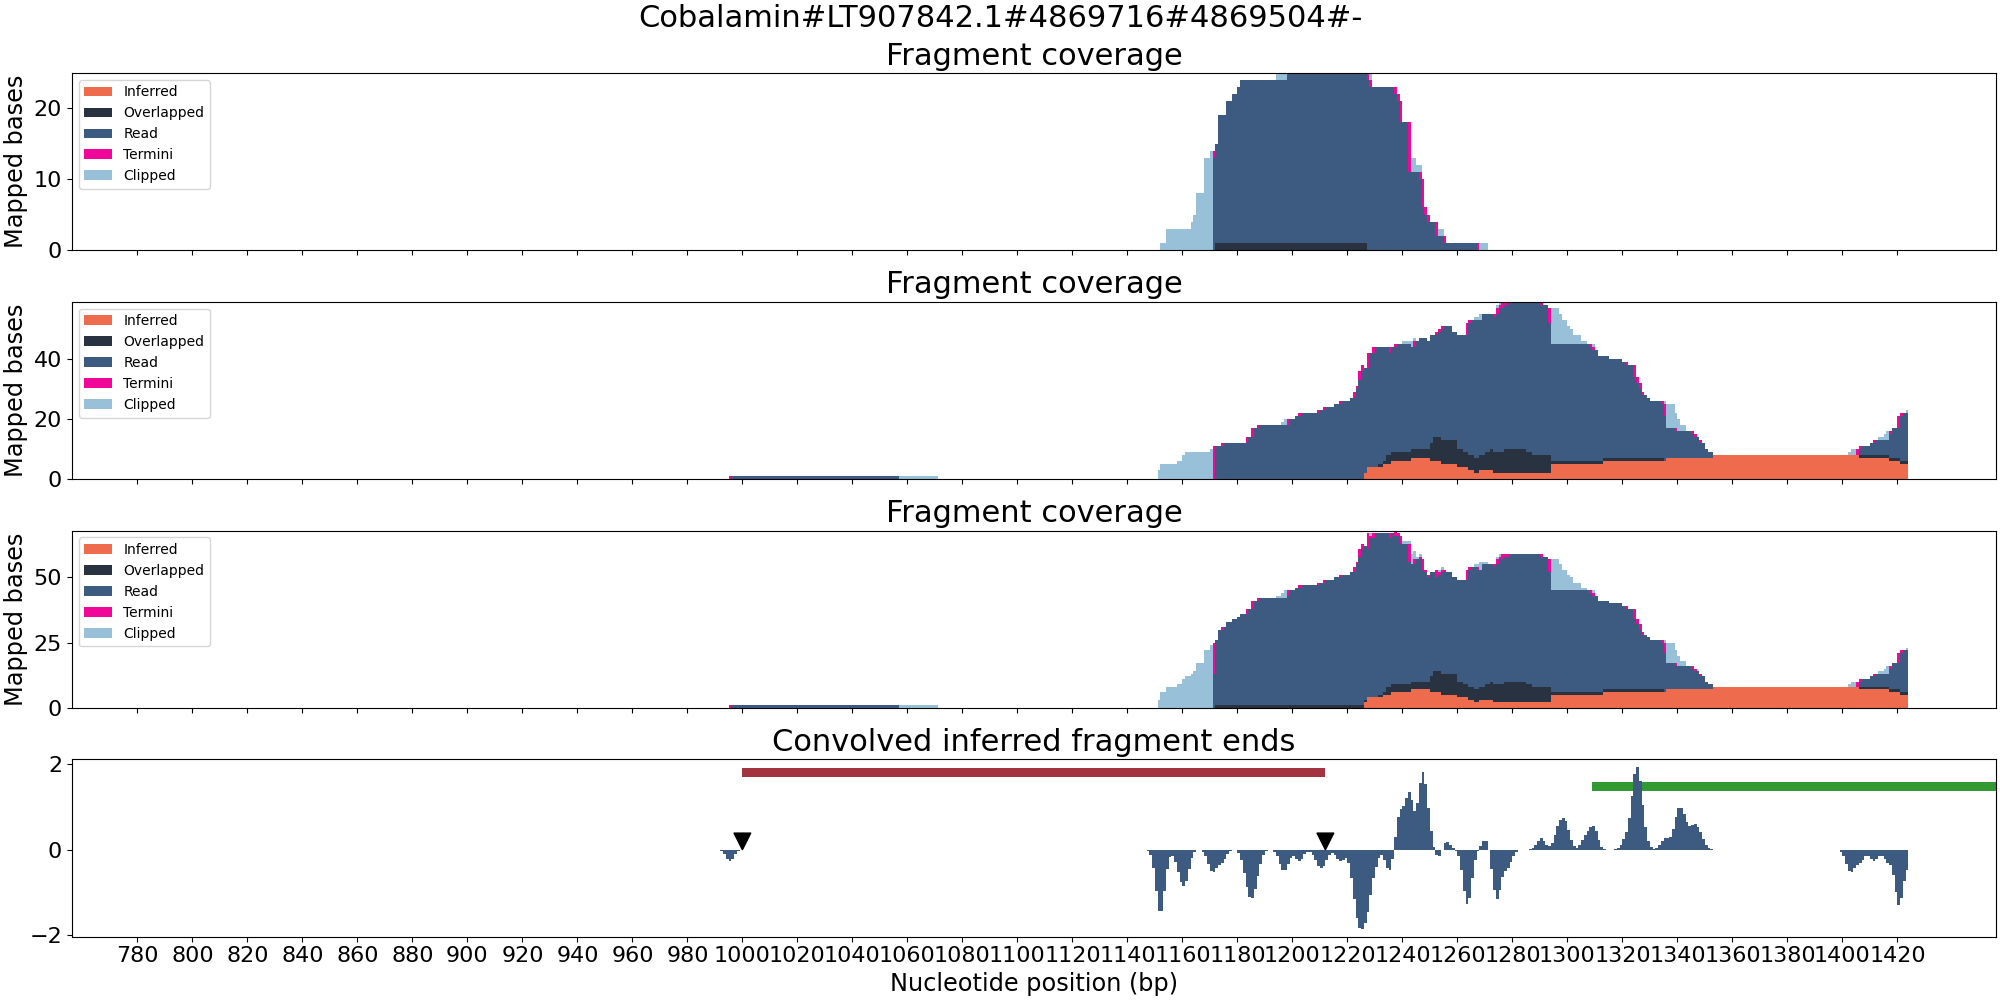 Cobalamin#LT907842.1#4869716#4869504#-
Fragment coverage
Mapped bases
20
10
0
Inferred
Overlapped
Read
Termini
Clipped
Fragment coverage
Mapped bases
40
20
0
Inferred
Overlapped
Read
Termini
Clipped
Fragment coverage
Mapped bases
50
25
0
Inferred
Overlapped
Read
Termini
Clipped
Convolved inferred fragment ends
2
0
−2
780 800 820 840 860 880 900 920 940 960 980 1000 1020 1040 1060 1080 1100 1120 1140 1160 1180 1200 1220 1240 1260 1280 1300 1320 1340 1360 1380 1400 1420
Nucleotide position (bp)